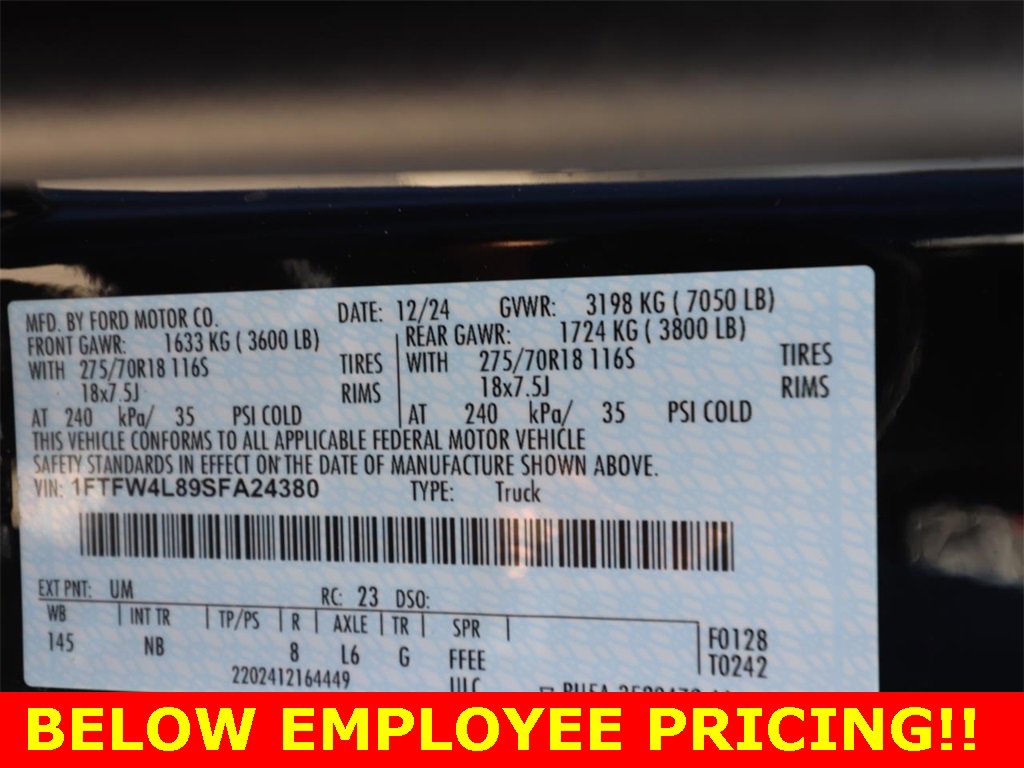 MFD. BY FORD MOTOR CO. DATE: 12/24 GVWR: 3198 KG ( 7050 LB)
FRONT GAWR: 1633 KG ( 3600 LB) REAR GAWR: 1724 KG ( 3800 LB)
WITH 275/70R18 116S TIRES WITH 275/70R18 116S TIRES
18x7.5J RIMS 18x7.5J RIMS
AT 240 kPa/ 35 PSI COLD AT 240 kPa/ 35 PSI COLD
THIS VEHICLE CONFORMS TO ALL APPLICABLE FEDERAL MOTOR VEHICLE
SAFETY STANDARDS IN EFFECT ON THE DATE OF MANUFACTURE SHOWN ABOVE.
VIN: 1FTFW4L89SFA24380 TYPE: Truck
EXT PNT: UM RC: 23 DSO:
WB INT TR TP/PS R AXLE TR SPR
145 NB 8 L6 G FFEE
F0128
T0242
2202412164449
BELOW EMPLOYEE PRICING!!